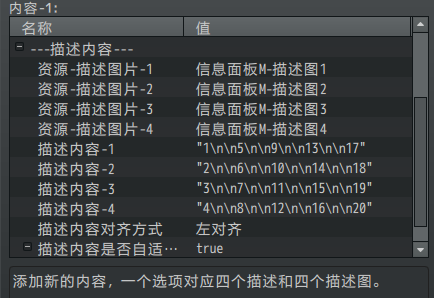 内容-1:
名称 值
---描述内容---
资源-描述图片-1 信息面板M-描述图1
资源-描述图片-2 信息面板M-描述图2
资源-描述图片-3 信息面板M-描述图3
资源-描述图片-4 信息面板M-描述图4
描述内容-1 "1\n\n5\n\n9\n\n13\n\n17"
描述内容-2 "2\n\n6\n\n10\n\n14\n\n18"
描述内容-3 "3\n\n7\n\n11\n\n15\n\n19"
描述内容-4 "4\n\n8\n\n12\n\n16\n\n20"
描述内容对齐方式 左对齐
描述内容是否自适… true
添加新的内容，一个选项对应四个描述和四个描述图。